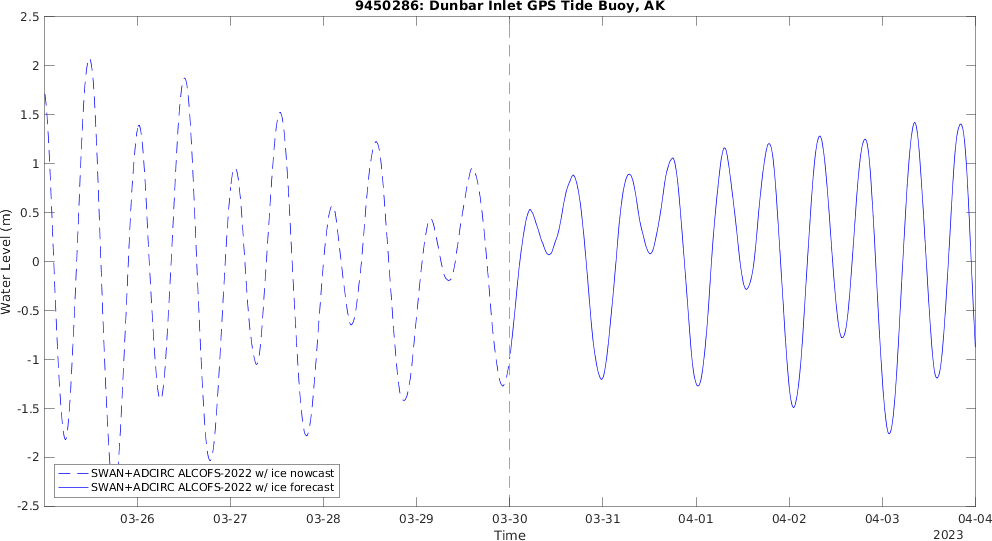 9450286: Dunbar Inlet GPS Tide Buoy, AK
2.5
2
1.5
1
0.5
0
-0.5
-1
-1.5
-2
-2.5
Water Level (m)
SWAN+ADCIRC ALCOFS-2022 w/ ice nowcast
SWAN+ADCIRC ALCOFS-2022 w/ ice forecast
03-26 03-27 03-28 03-29 03-30 03-31 04-01 04-02 04-03 04-04
Time
2023